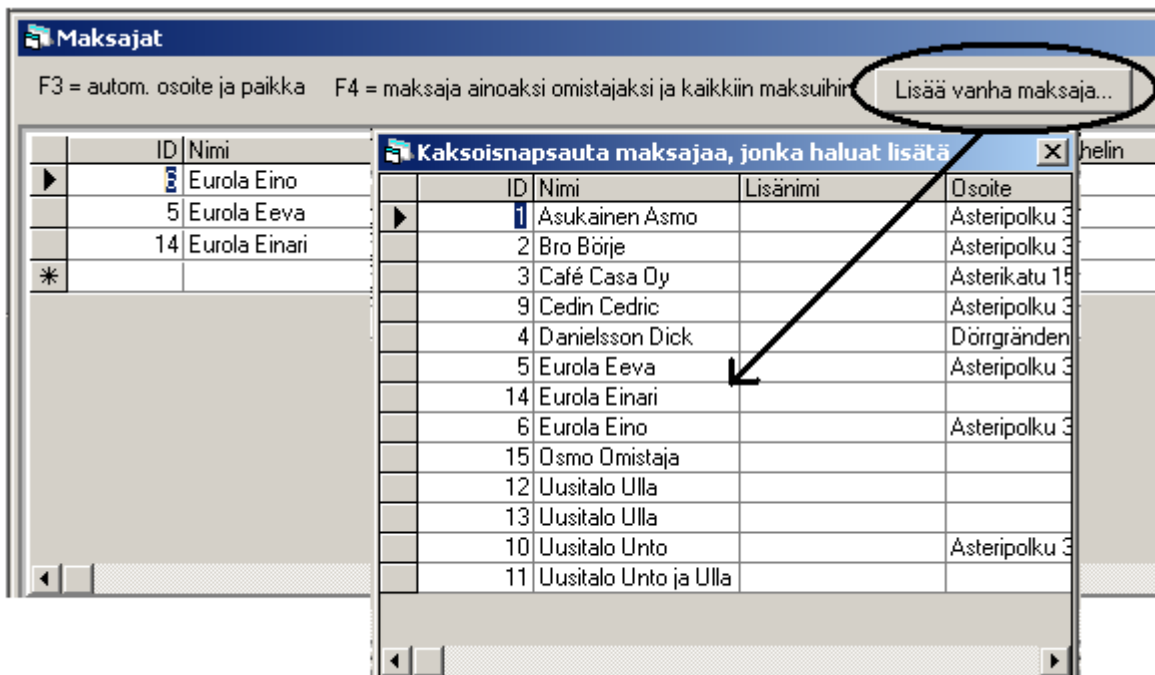 Maksajat
F3 = autom. osoite ja paikka F4 = maksaja ainoaksi omistajaksi ja kaikkiin maksuihin Lisää vanha maksaja...
ID Nimi helin
6 Eurola Eino
5 Eurola Eeva
14 Eurola Einari
Kaksoisnapsauta maksajaa, jonka haluat lisätä
ID Nimi Lisänimi Osoite
1 Asukainen Asmo Asteripolku 3
2 Bro Börje Asteripolku 3
3 Café Casa Oy Asterikatu 15
9 Cedin Cedric Asteripolku 3
4 Danielsson Dick Dörrgränden
5 Eurola Eeva Asteripolku 3
14 Eurola Einari
6 Eurola Eino Asteripolku 3
15 Osmo Omistaja
12 Uusitalo Ulla
13 Uusitalo Ulla
10 Uusitalo Unto Asteripolku 3
11 Uusitalo Unto ja Ulla